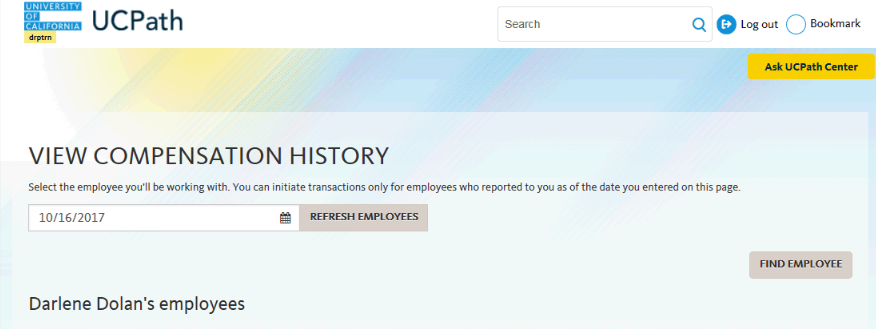 UNIVERSITY
OF
CALIFORNIA
UCPath
drptrn
Search
Log out
Bookmark
Ask UCPath Center
VIEW COMPENSATION HISTORY
Select the employee you'll be working with. You can initiate transactions only for employees who reported to you as of the date you entered on this page.
10/16/2017
REFRESH EMPLOYEES
FIND EMPLOYEE
Darlene Dolan's employees